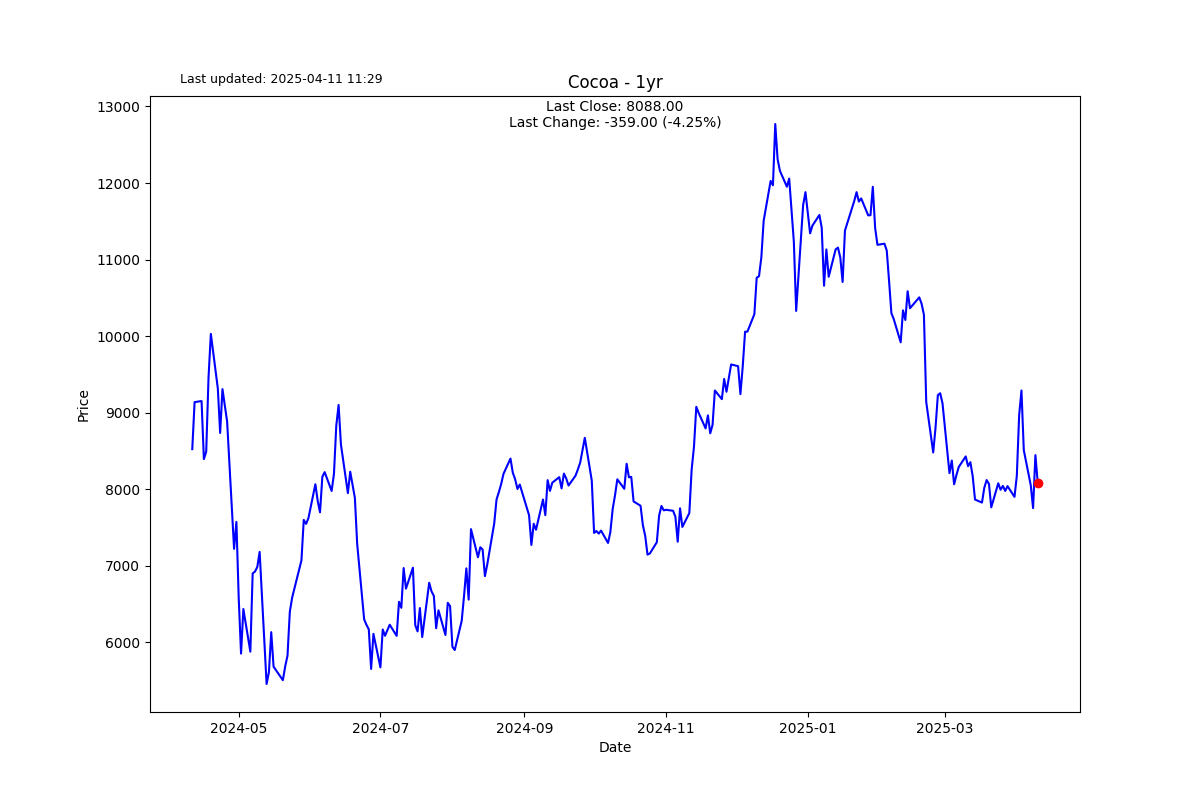 Last updated: 2025-04-11 11:29
Cocoa - 1yr
Last Close: 8088.00
Last Change: -359.00 (-4.25%)
Price
13000
12000
11000
10000
9000
8000
7000
6000
2024-05
2024-07
2024-09
2024-11
2025-01
2025-03
Date